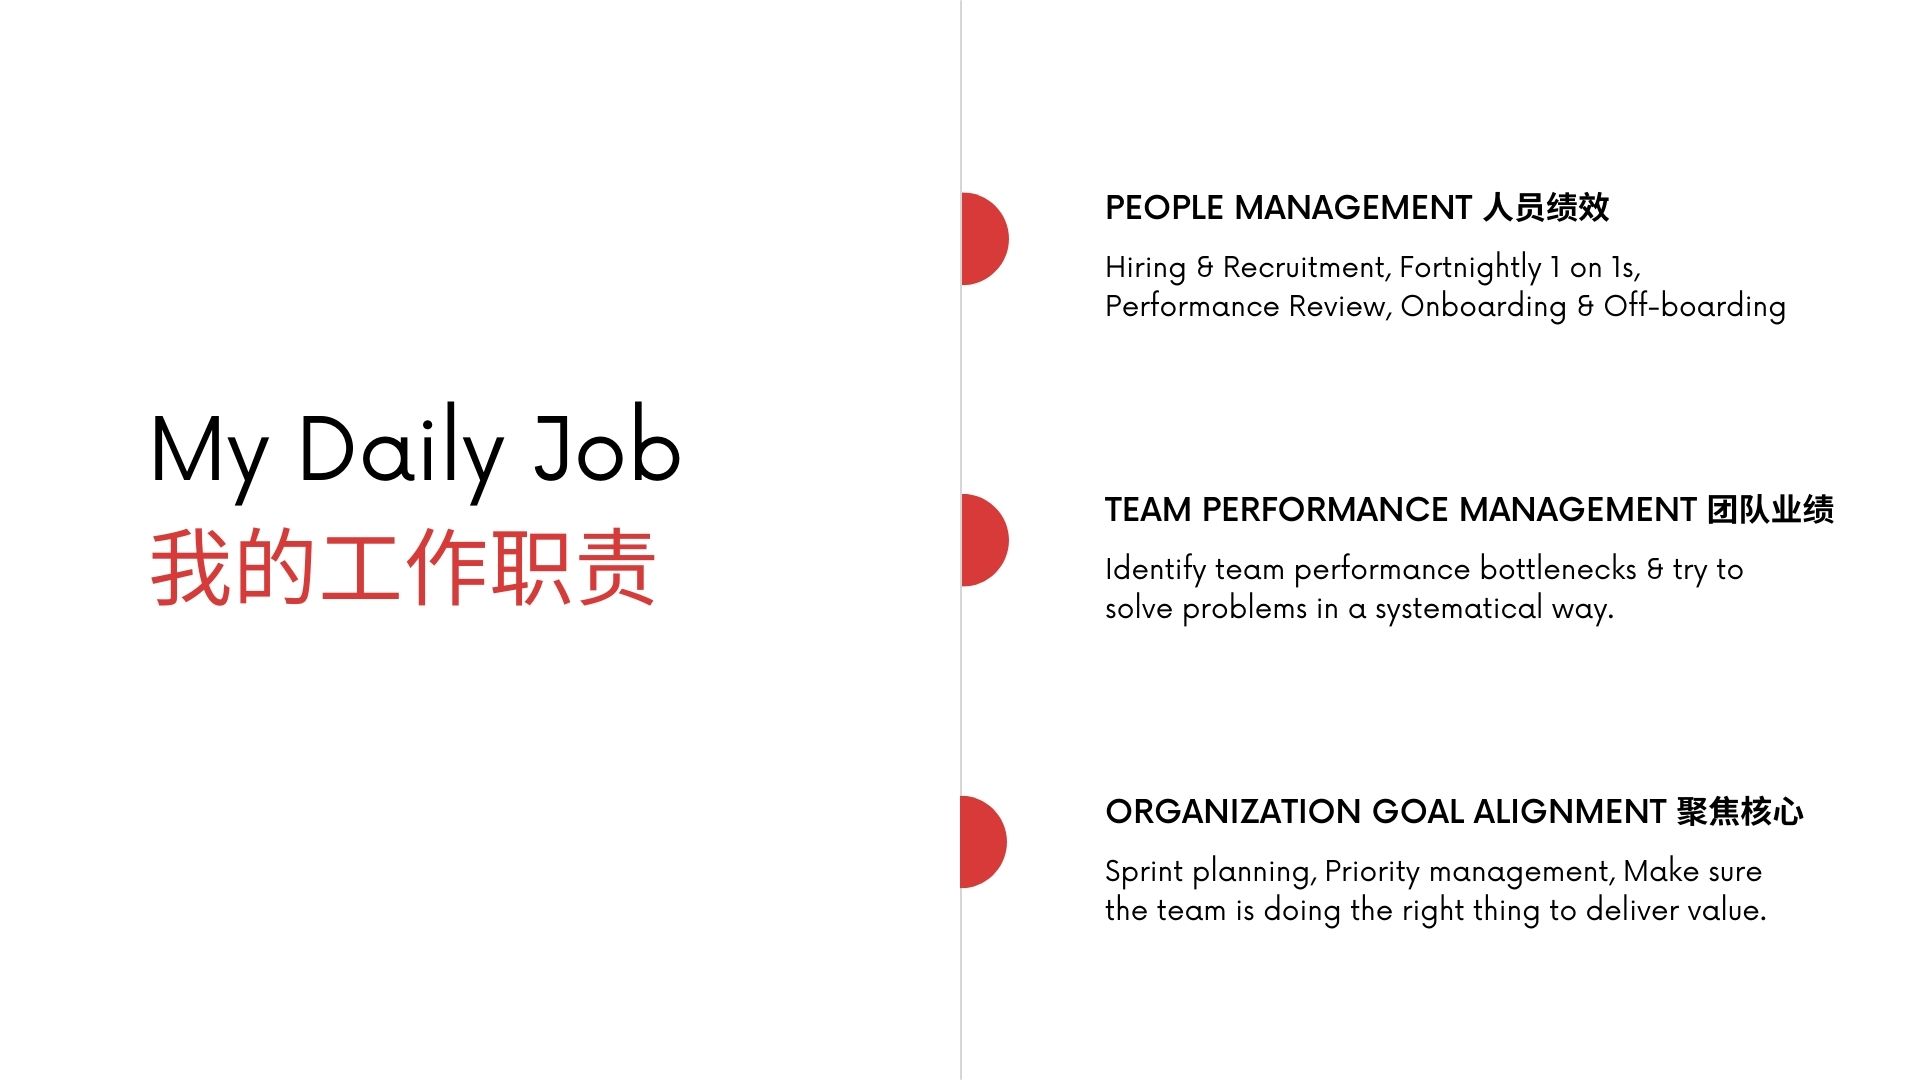 My Daily Job
我的工作职责
PEOPLE MANAGEMENT 人员绩效
Hiring & Recruitment, Fortnightly 1 on 1s,
Performance Review, Onboarding & Off-boarding
TEAM PERFORMANCE MANAGEMENT 团队业绩
Identify team performance bottlenecks & try to
solve problems in a systematical way.
ORGANIZATION GOAL ALIGNMENT 聚焦核心
Sprint planning, Priority management, Make sure
the team is doing the right thing to deliver value.